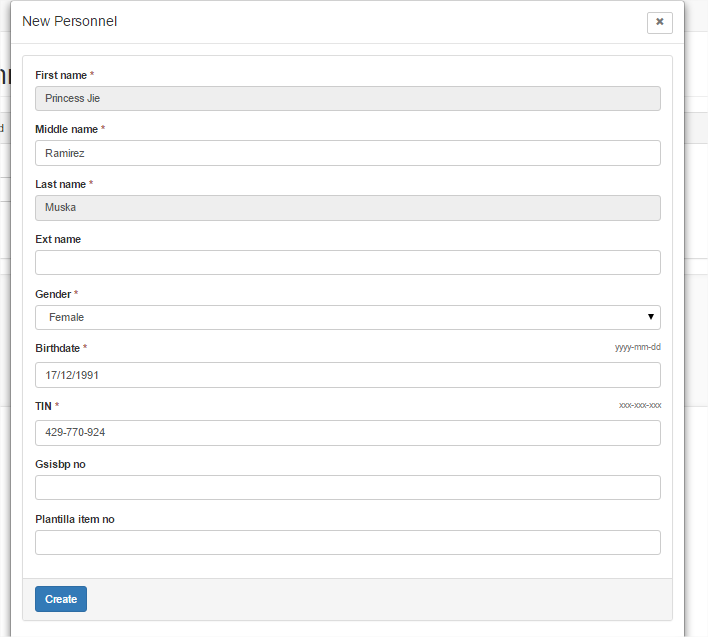 New Personnel
First name *
Princess Jie
Middle name *
Ramirez
Last name *
Muska
Ext name
Gender *
Female
Birthdate * yyyy-mm-dd
17/12/1991
TIN * xxx-xxx-xxx
429-770-924
Gsisbp no
Plantilla item no
Create